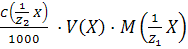 C(1/Z₂ X)/1000 · V(X) · M(1/Z₁ X)